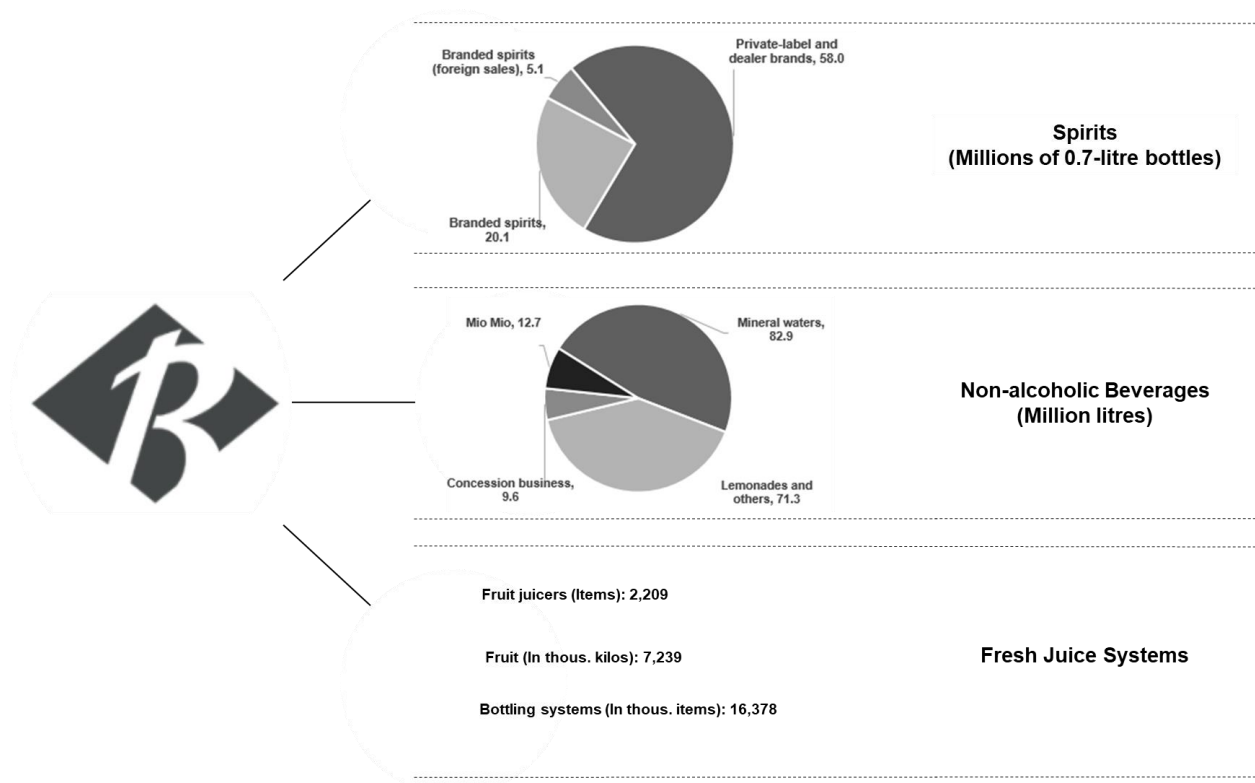 Branded spirits
(foreign sales), 5.1
Private-label and
dealer brands, 58.0
Branded spirits,
20.1
Spirits
(Millions of 0.7-litre bottles)
Mio Mio, 12.7
Mineral waters,
82.9
Concession business,
9.6
Lemonades and
others, 71.3
Non-alcoholic Beverages
(Million litres)
B
Fruit juicers (Items): 2,209
Fruit (In thous. kilos): 7,239
Bottling systems (In thous. items): 16,378
Fresh Juice Systems